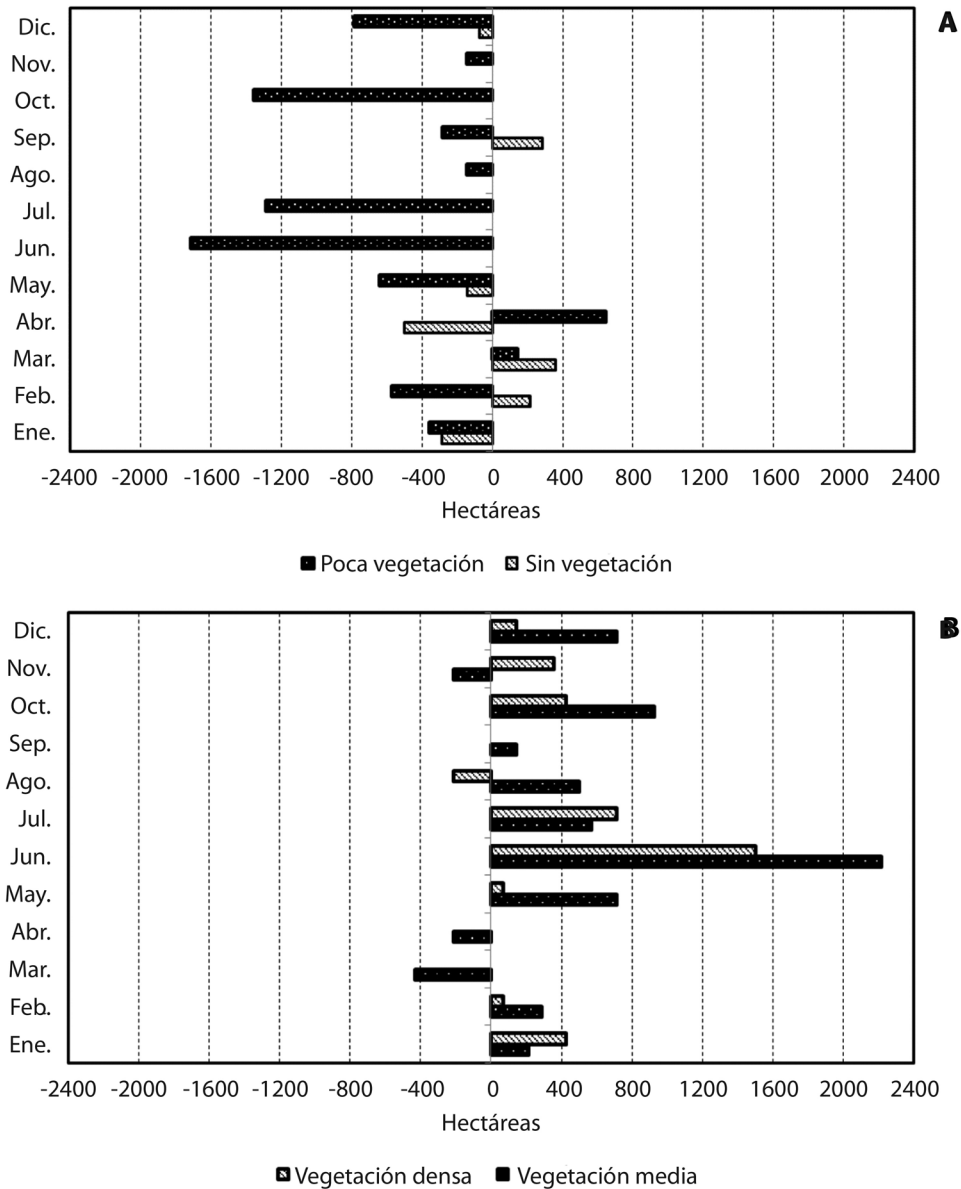 A
Dic.
Nov.
Oct.
Sep.
Ago.
Jul.
Jun.
May.
Abr.
Mar.
Feb.
Ene.
-2400 -2000 -1600 -1200 -800 -400 0 400 800 1200 1600 2000 2400
Hectáreas
Poca vegetación Sin vegetación
B
Dic.
Nov.
Oct.
Sep.
Ago.
Jul.
Jun.
May.
Abr.
Mar.
Feb.
Ene.
-2400 -2000 -1600 -1200 -800 -400 0 400 800 1200 1600 2000 2400
Hectáreas
Vegetación densa Vegetación media